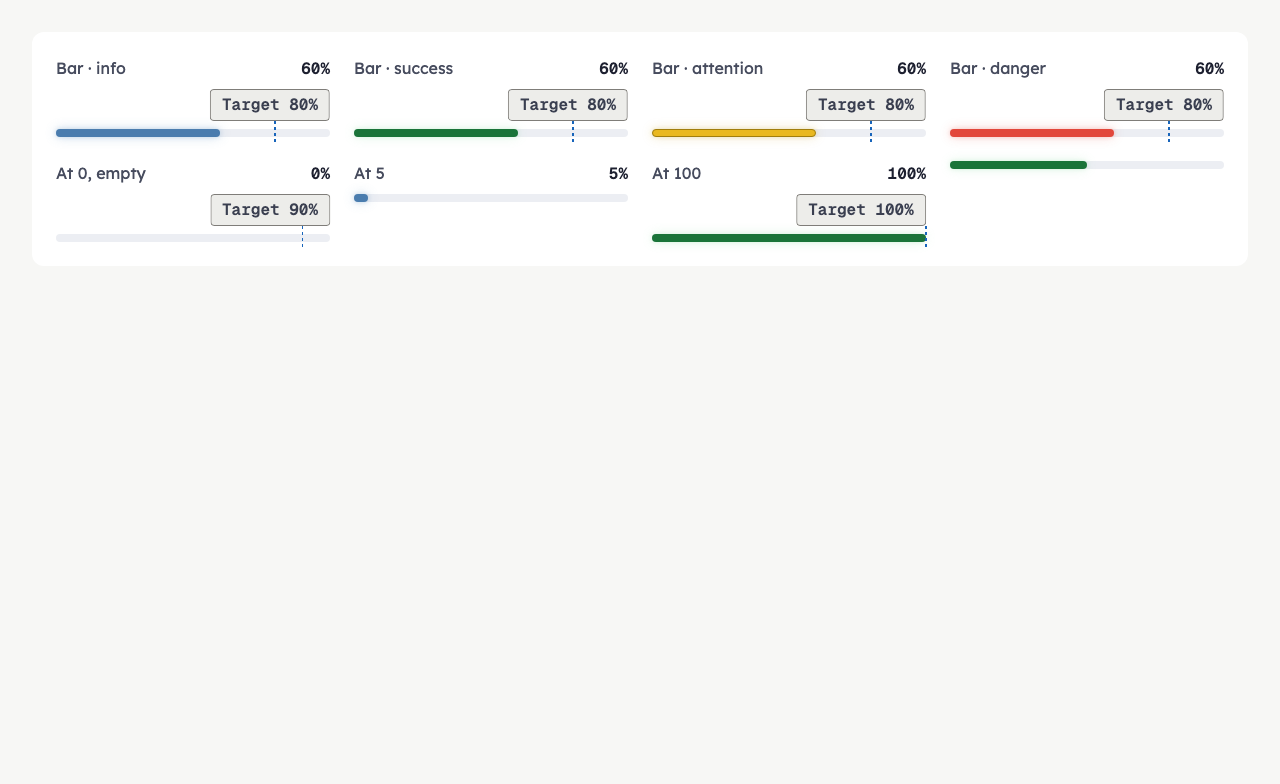 Bar · info 60%
Target 80%
Bar · success 60%
Target 80%
Bar · attention 60%
Target 80%
Bar · danger 60%
Target 80%
At 0, empty 0%
Target 90%
At 5 5%
At 100 100%
Target 100%